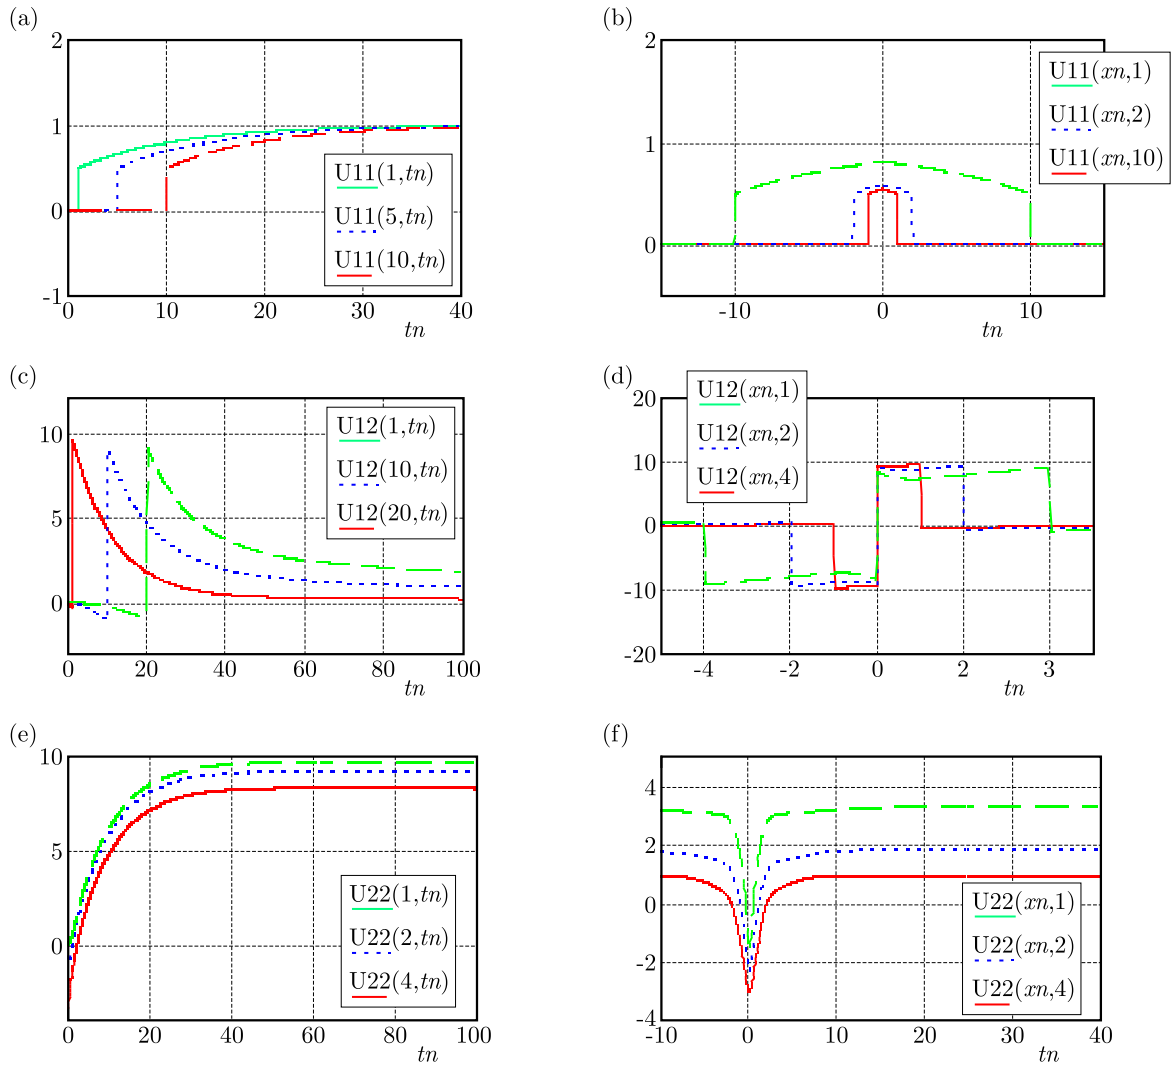 (a)
2
1
0
-1
0
10
20
30
40
tn
U11(1,tn)
U11(5,tn)
U11(10,tn)
(b)
2
1
0
-10
0
10
tn
U11(xn,1)
U11(xn,2)
U11(xn,10)
(c)
10
5
0
0
20
40
60
80
100
tn
U12(1,tn)
U12(10,tn)
U12(20,tn)
(d)
20
10
0
-10
-20
-4
-2
0
2
3
tn
U12(xn,1)
U12(xn,2)
U12(xn,4)
(e)
10
5
0
0
20
40
60
80
100
tn
U22(1,tn)
U22(2,tn)
U22(4,tn)
(f)
4
2
0
-2
-4
-10
0
10
20
30
40
tn
U22(xn,1)
U22(xn,2)
U22(xn,4)